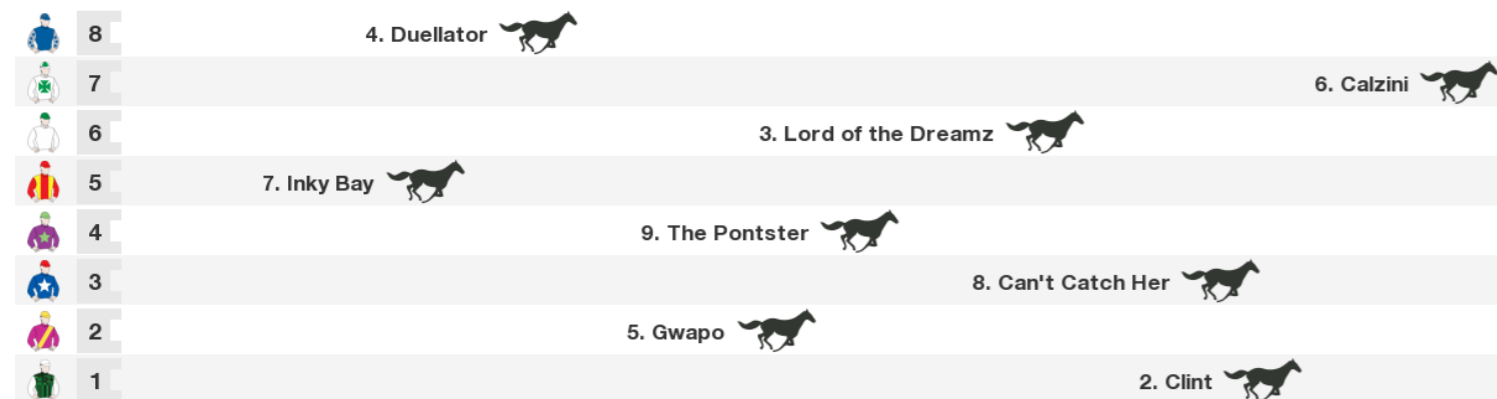 8 4. Duellator
7 6. Calzini
6 3. Lord of the Dreamz
5 7. Inky Bay
4 9. The Pontster
3 8. Can't Catch Her
2 5. Gwapo
1 2. Clint